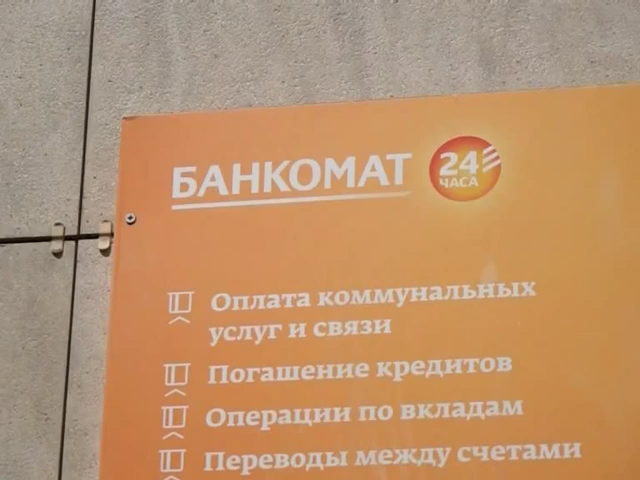 БАНКОМАТ
24
ЧАСА
Оплата коммунальных
услуг и связи
Погашение кредитов
Операции по вкладам
Переводы между счетами